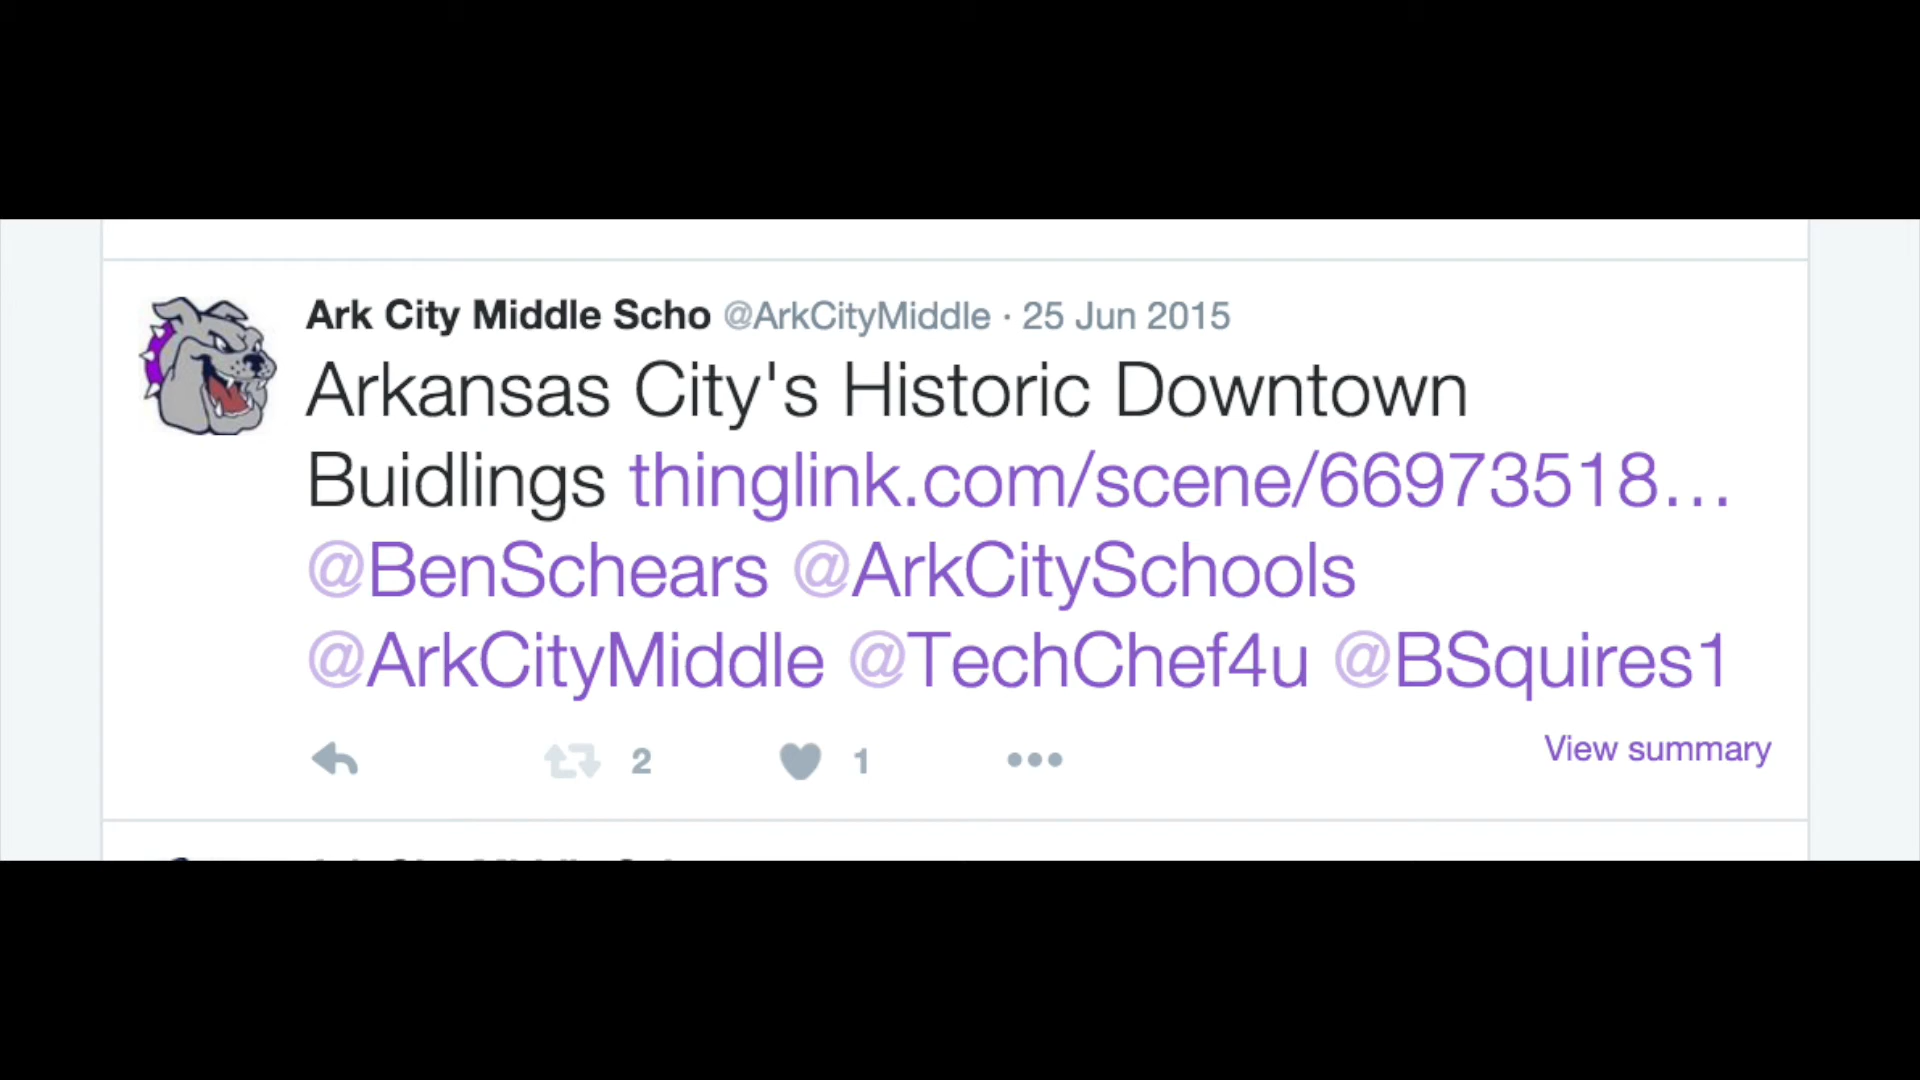 Ark City Middle Scho @ArkCityMiddle · 25 Jun 2015
Arkansas City's Historic Downtown
Buidlings thinglink.com/scene/66973518…
@BenSchears @ArkCitySchools
@ArkCityMiddle @TechChef4u @BSquires1
2 1 View summary